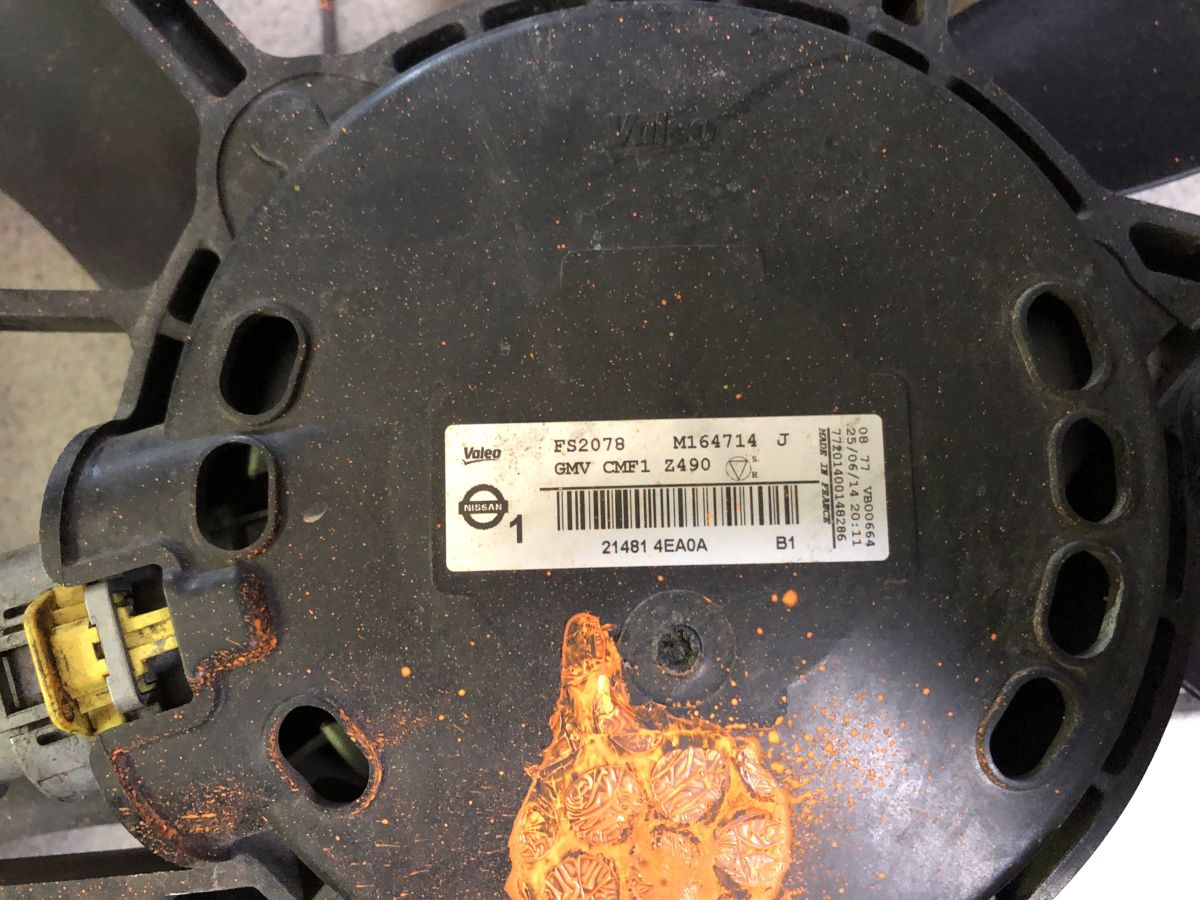 Valeo
Valeo
FS2078 M164714 J
GMV CMF1 Z490
S
R
NISSAN
1
21481 4EA0A B1
MADE IN FRANCE
77201400148286
25/06/14 20:11
08 77 VB00664